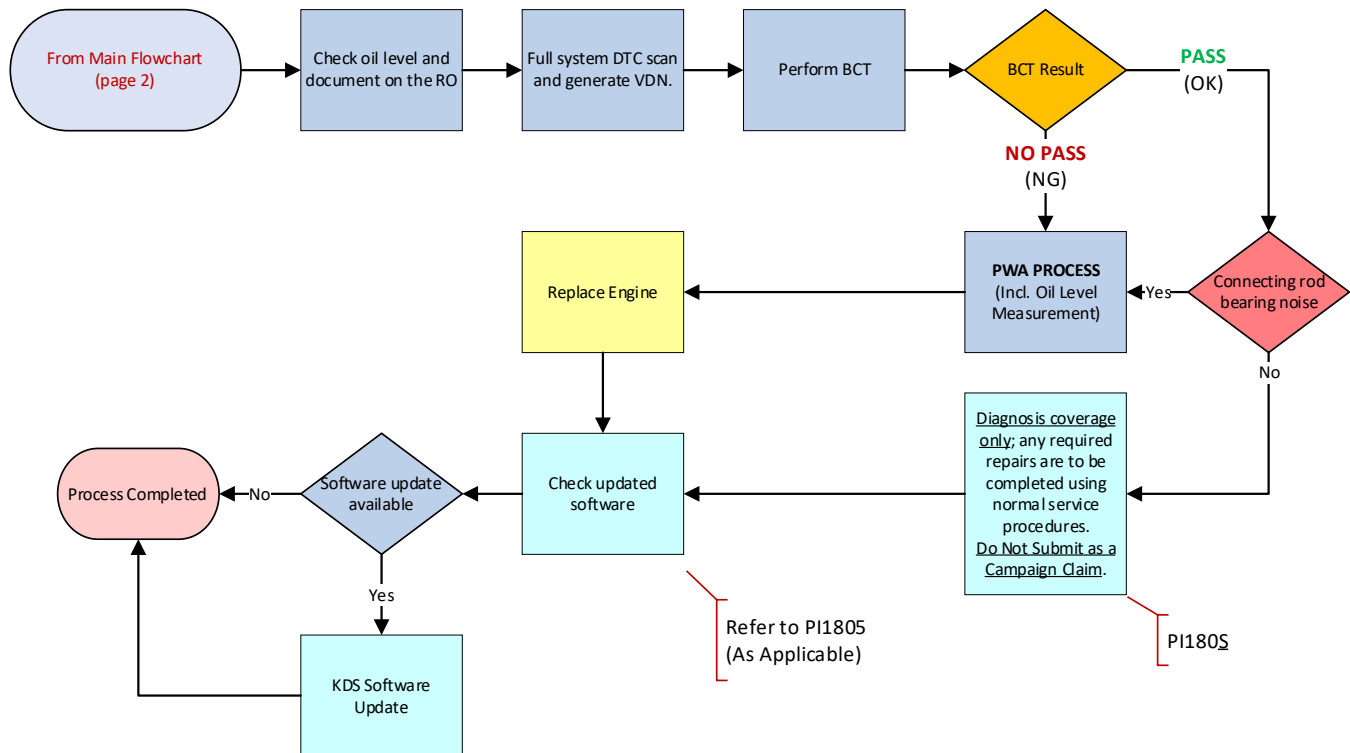 From Main Flowchart
(page 2)
Check oil level and
document on the RO
Full system DTC scan
and generate VDN.
Perform BCT
BCT Result
PASS
(OK)
NO PASS
(NG)
Replace Engine
PWA PROCESS
(Incl. Oil Level
Measurement)
Yes
Connecting rod
bearing noise
No
Process Completed
No
Software update
available
Check updated
software
Diagnosis coverage
only; any required
repairs are to be
completed using
normal service
procedures.
Do Not Submit as a
Campaign Claim.
Yes
KDS Software
Update
Refer to PI1805
(As Applicable)
PI180S